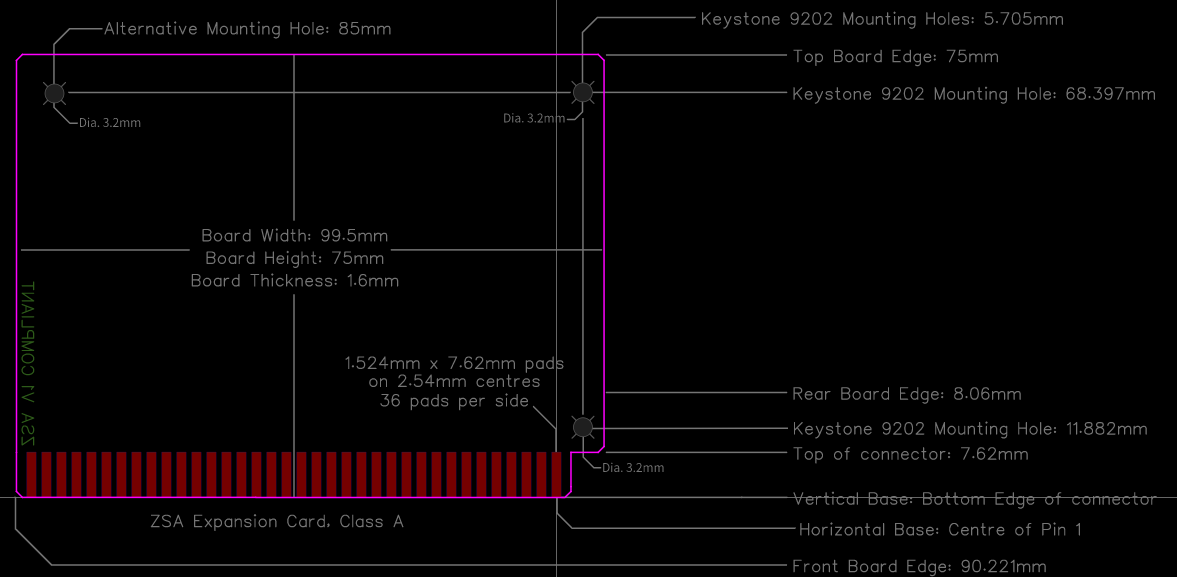 Keystone 9202 Mounting Holes: 5.705mm
Alternative Mounting Hole: 85mm
Top Board Edge: 75mm
Keystone 9202 Mounting Hole: 68.397mm
Dia. 3.2mm
Dia. 3.2mm
Board Width: 99.5mm
Board Height: 75mm
Board Thickness: 1.6mm
ZSA V1 COMPLIANT
1.524mm x 7.62mm pads
on 2.54mm centres
36 pads per side
Rear Board Edge: 8.06mm
Keystone 9202 Mounting Hole: 11.882mm
Top of connector: 7.62mm
Dia. 3.2mm
Vertical Base: Bottom Edge of connector
ZSA Expansion Card, Class A
Horizontal Base: Centre of Pin 1
Front Board Edge: 90.221mm